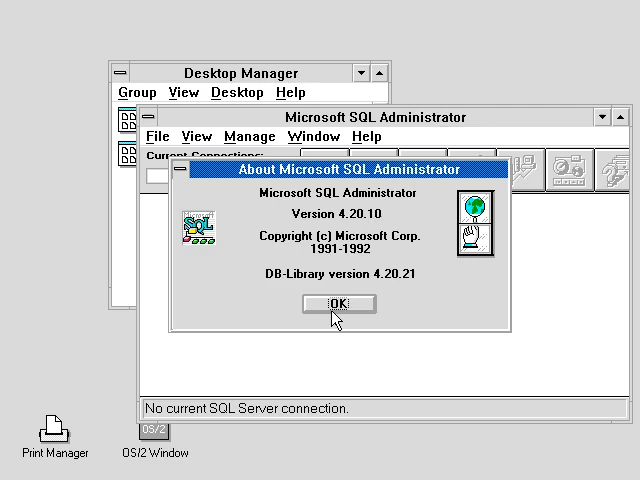 Desktop Manager
Group View Desktop Help
Microsoft SQL Administrator
File View Manage Window Help
Current Connections:
About Microsoft SQL Administrator
Microsoft SQL Administrator
Version 4.20.10
Microsoft
SQL
Copyright (c) Microsoft Corp.
1991-1992
DB-Library version 4.20.21
OK
No current SQL Server connection.
OS/2
Print Manager
OS/2 Window